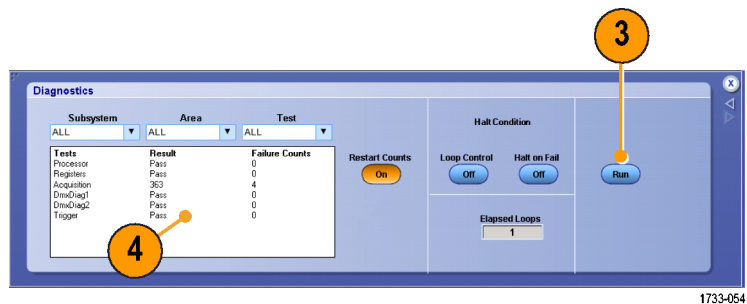 3
Diagnostics
X
Subsystem Area Test
ALL ALL ALL
Halt Condition
Tests Result Failure Counts
Processor Pass 0
Registers Pass 0
Acquisition 363 4
DmxDiag1 Pass 0
DmxDiag2 Pass 0
Trigger Pass 0
Restart Counts
On
Loop Control Halt on Fail
Off Off
Run
Elapsed Loops
1
4
1733-054